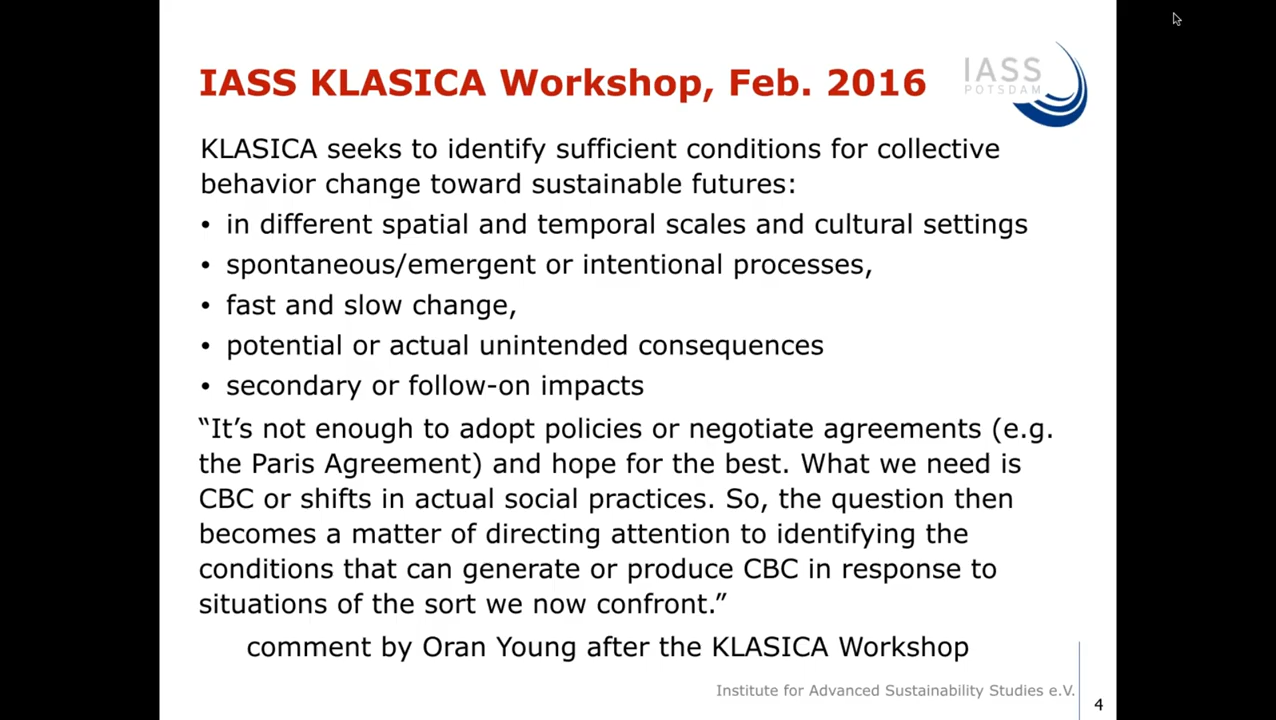 IASS KLASICA Workshop, Feb. 2016
IASS
POTSDAM
KLASICA seeks to identify sufficient conditions for collective
behavior change toward sustainable futures:
• in different spatial and temporal scales and cultural settings
• spontaneous/emergent or intentional processes,
• fast and slow change,
• potential or actual unintended consequences
• secondary or follow-on impacts
“It’s not enough to adopt policies or negotiate agreements (e.g.
the Paris Agreement) and hope for the best. What we need is
CBC or shifts in actual social practices. So, the question then
becomes a matter of directing attention to identifying the
conditions that can generate or produce CBC in response to
situations of the sort we now confront.”
comment by Oran Young after the KLASICA Workshop
Institute for Advanced Sustainability Studies e.V.
4